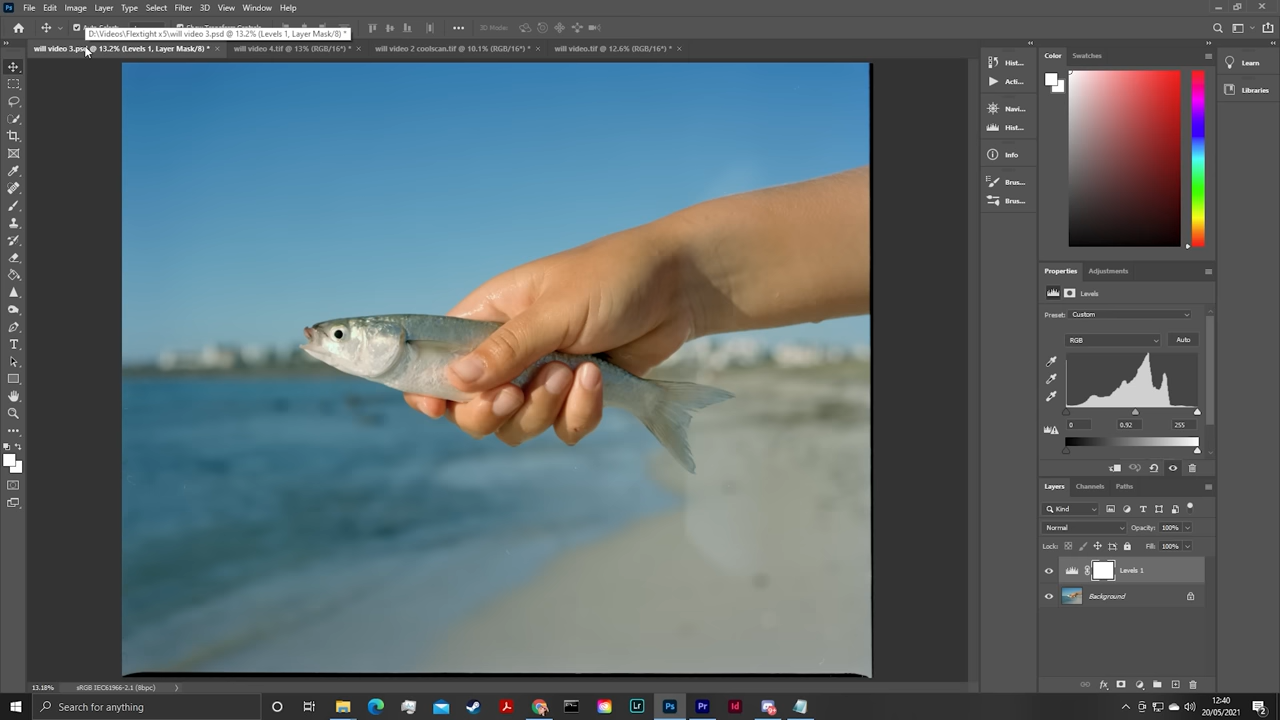 File Edit Image Layer Type Select Filter 3D View Window Help
3D Mode:
D:\Videos\Flextight x5\will video 3.psd @ 13.2% (Levels 1, Layer Mask/8) *
will video 3.psd @ 13.2% (Levels 1, Layer Mask/8) * will video 4.tif @ 13% (RGB/16*) * will video 2 coolscan.tif @ 10.1% (RGB/16*) * will video.tif @ 12.6% (RGB/16*) *
Hist...
Acti...
Navi...
Hist...
Info
Brus...
Brus...
Color Swatches
Learn
Libraries
Properties Adjustments
Levels
Preset: Custom
RGB Auto
0 0.92 255
Layers Channels Paths
Kind
Normal Opacity: 100%
Lock: Fill: 100%
Levels 1
Background
13.18% sRGB IEC61966-2.1 (8bpc)
Search for anything
12:40
20/05/2021